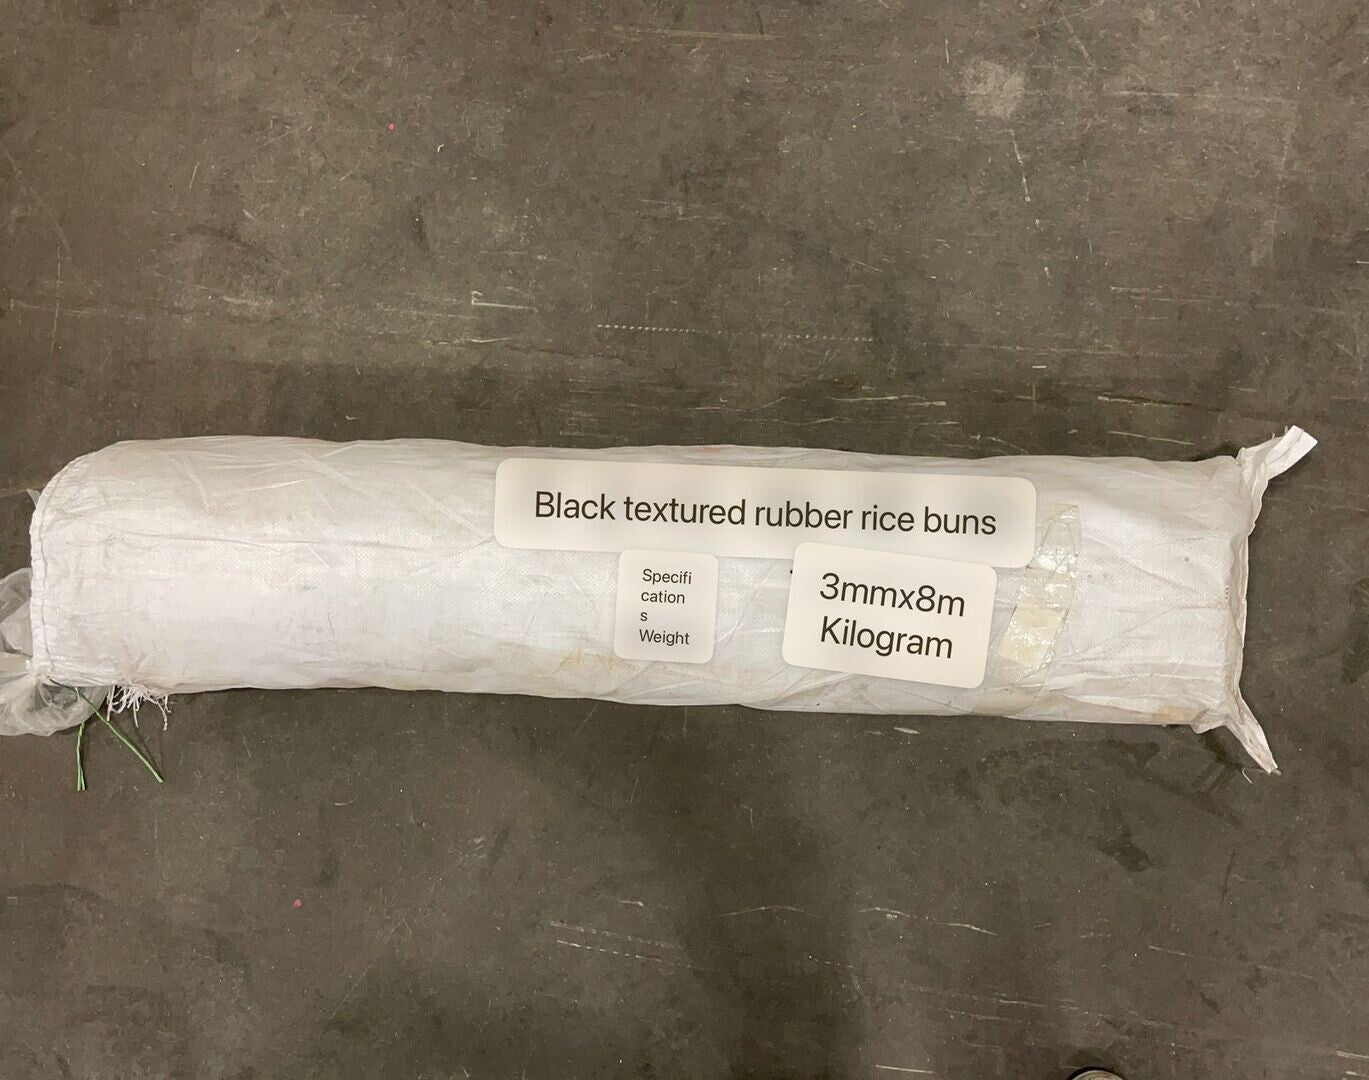 Black textured rubber rice buns
Specifi
cation
s
Weight
3mmx8m
Kilogram